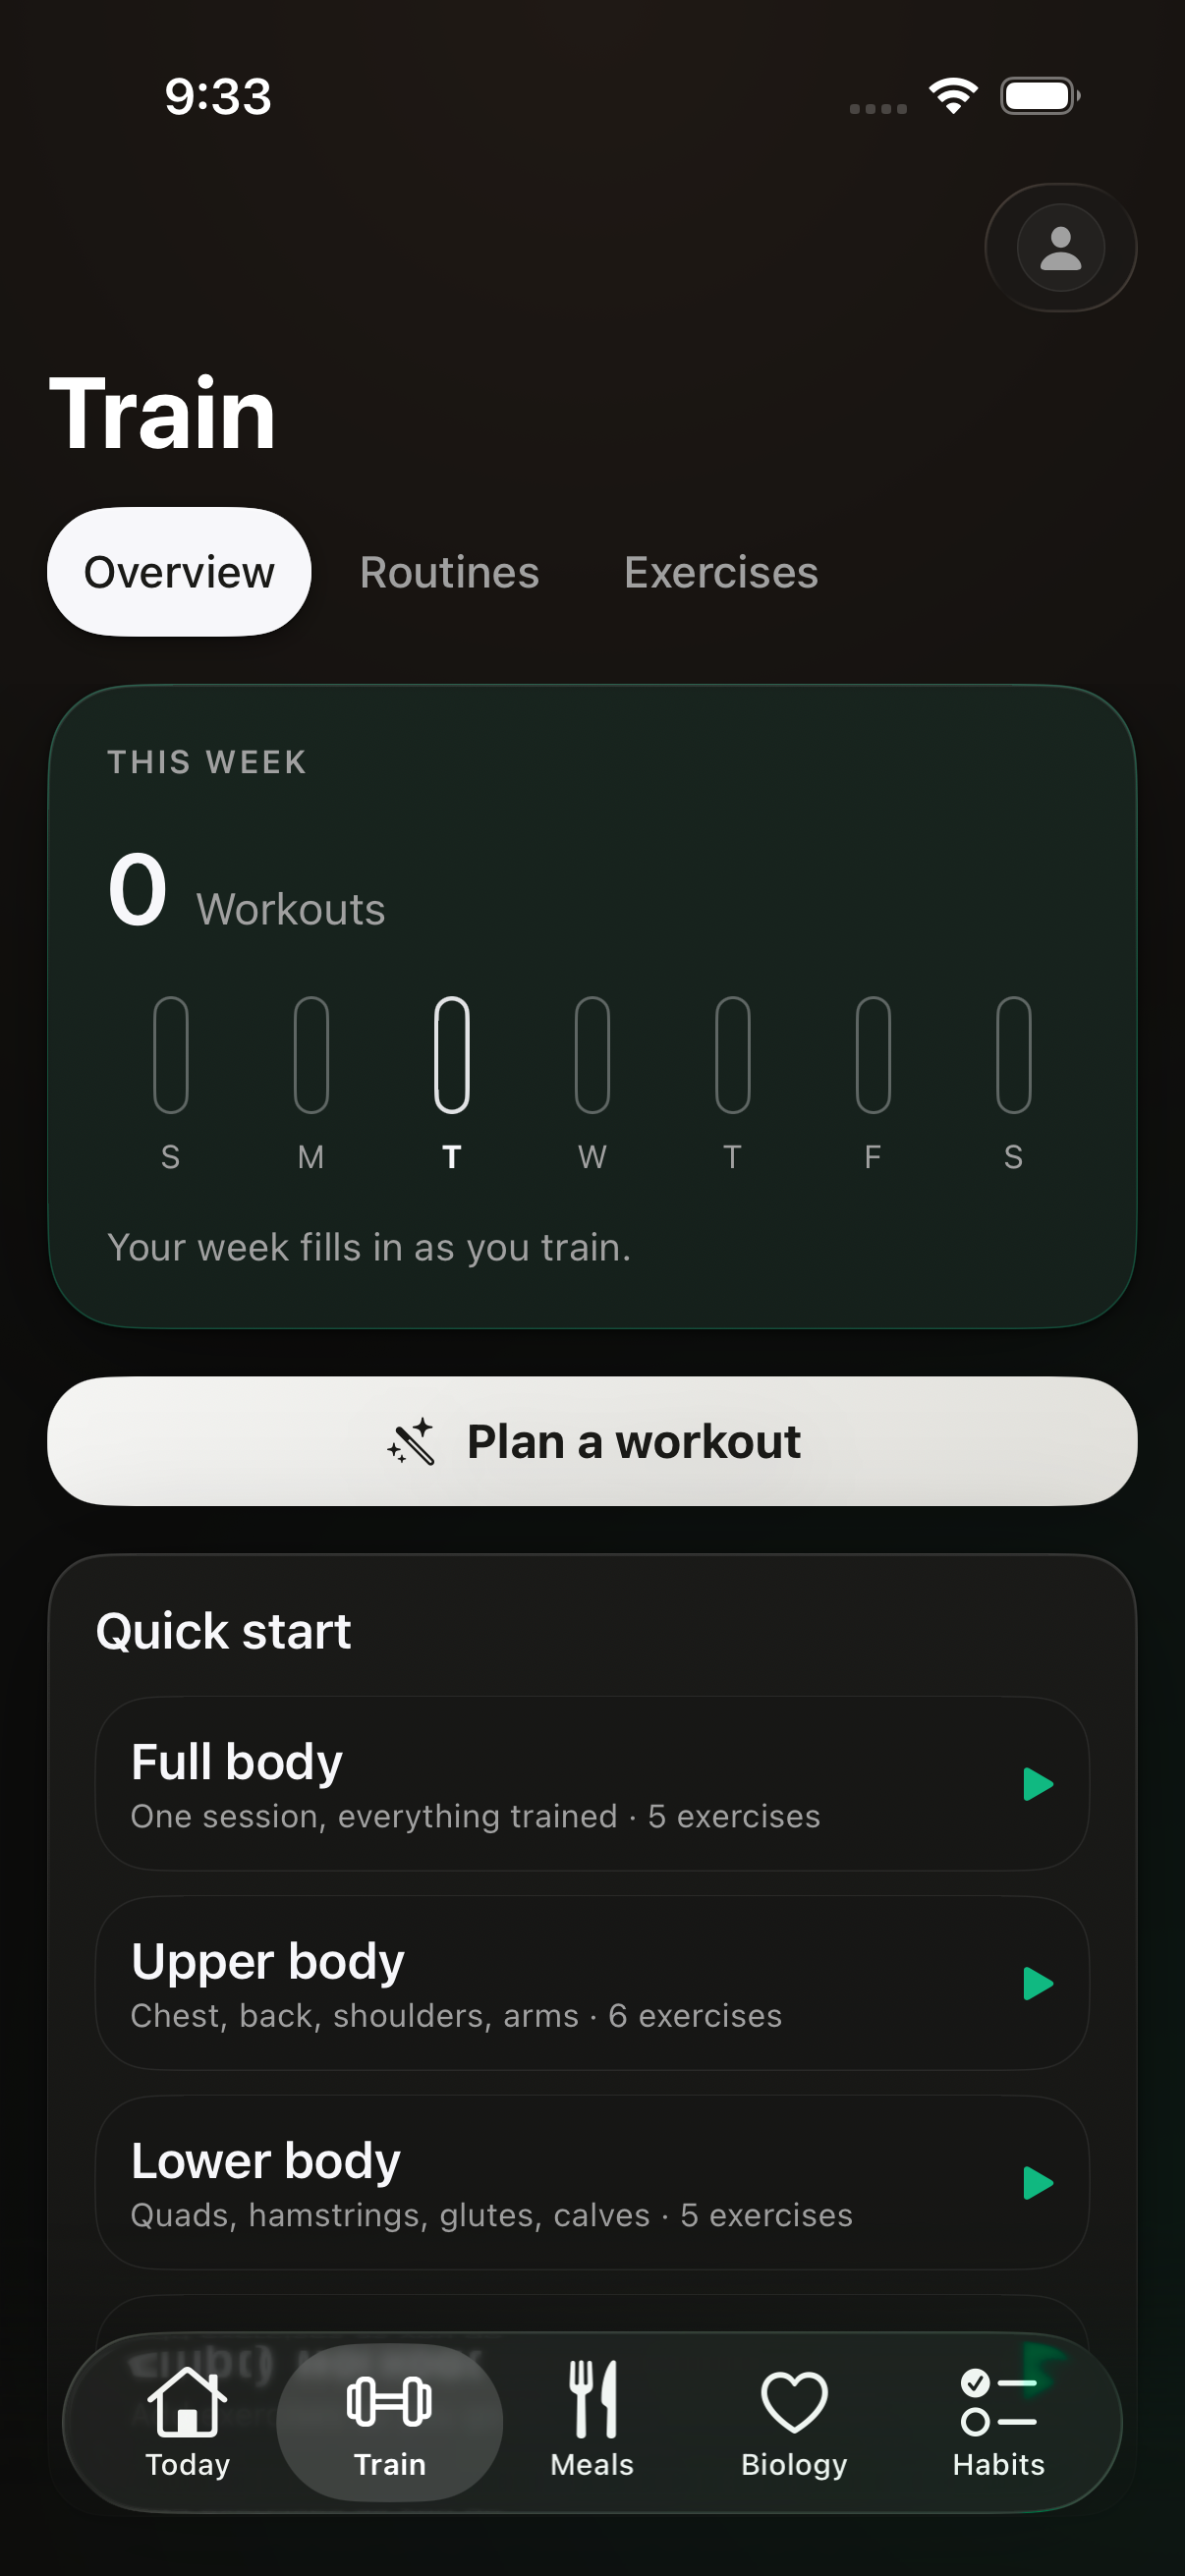 9:33
Train
Overview Routines Exercises
THIS WEEK
0 Workouts
S M T W T F S
Your week fills in as you train.
Plan a workout
Quick start
Full body
One session, everything trained · 5 exercises
Upper body
Chest, back, shoulders, arms · 6 exercises
Lower body
Quads, hamstrings, glutes, calves · 5 exercises
Today Train Meals Biology Habits